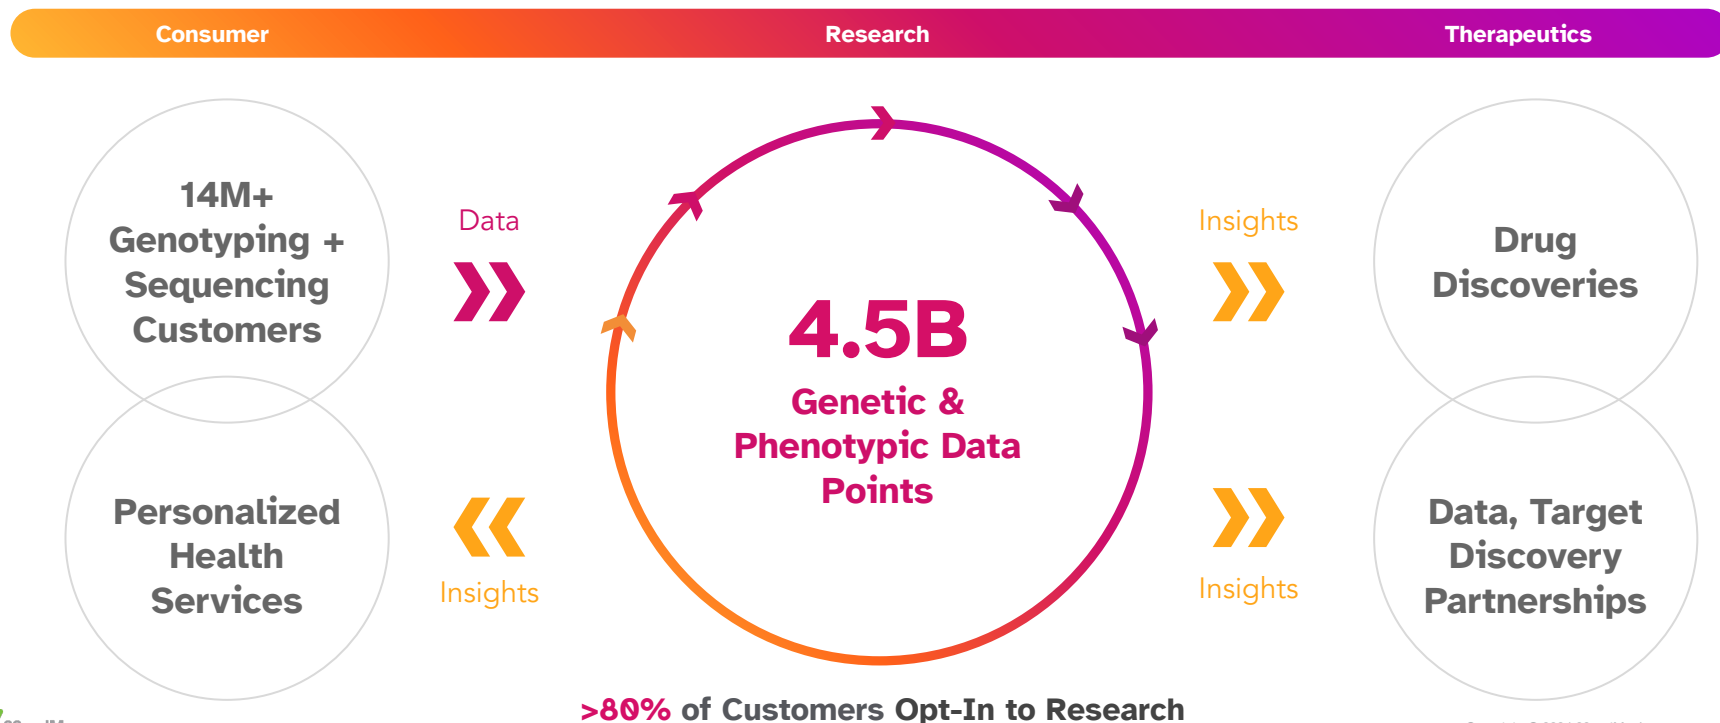 Consumer
Research
Therapeutics
14M+
Genotyping +
Sequencing
Customers
Data
Insights
Drug
Discoveries
4.5B
Genetic &
Phenotypic Data
Points
Personalized
Health
Services
Insights
Insights
Data, Target
Discovery
Partnerships
>80% of Customers Opt-In to Research